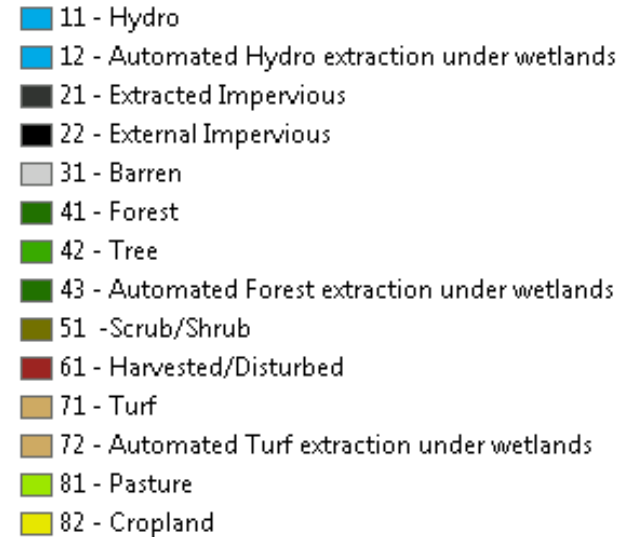 11 - Hydro
12 - Automated Hydro extraction under wetlands
21 - Extracted Impervious
22 - External Impervious
31 - Barren
41 - Forest
42 - Tree
43 - Automated Forest extraction under wetlands
51 -Scrub/Shrub
61 - Harvested/Disturbed
71 - Turf
72 - Automated Turf extraction under wetlands
81 - Pasture
82 - Cropland